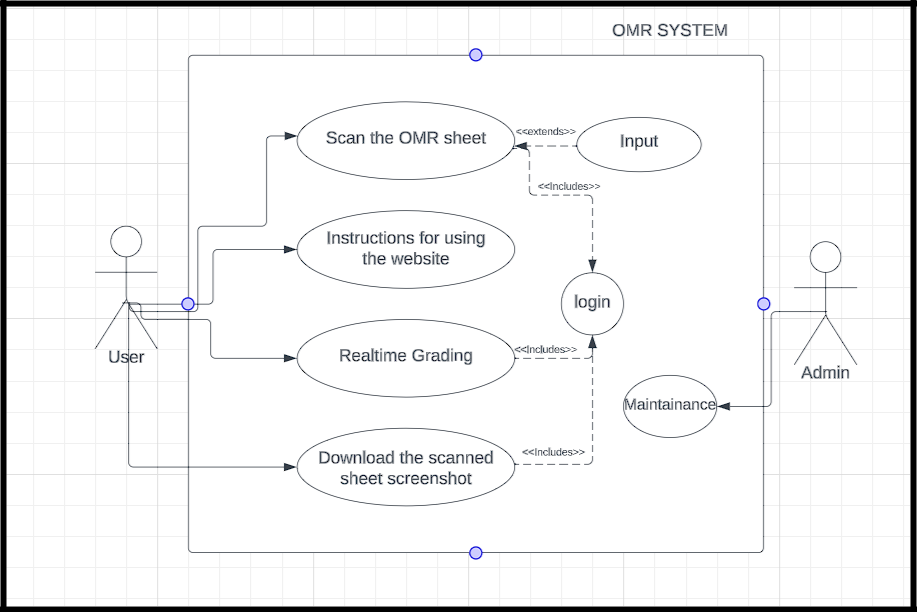 OMR SYSTEM
Scan the OMR sheet
<<extends>>
Input
<<Includes>>
Instructions for using
the website
login
User
Realtime Grading
<<Includes>>
Admin
Maintainance
Download the scanned
sheet screenshot
<<Includes>>